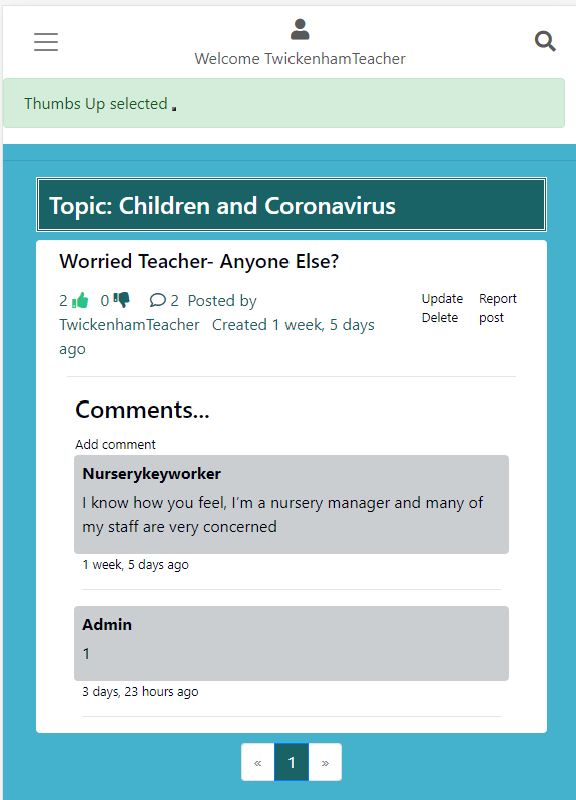 Welcome TwickenhamTeacher
Thumbs Up selected .
Topic: Children and Coronavirus
Worried Teacher- Anyone Else?
2 0 2 Posted by
TwickenhamTeacher Created 1 week, 5 days
ago
Update
Delete
Report
post
Comments...
Add comment
Nurserykeyworker
I know how you feel, I'm a nursery manager and many of
my staff are very concerned
1 week, 5 days ago
Admin
1
3 days, 23 hours ago
« 1 »